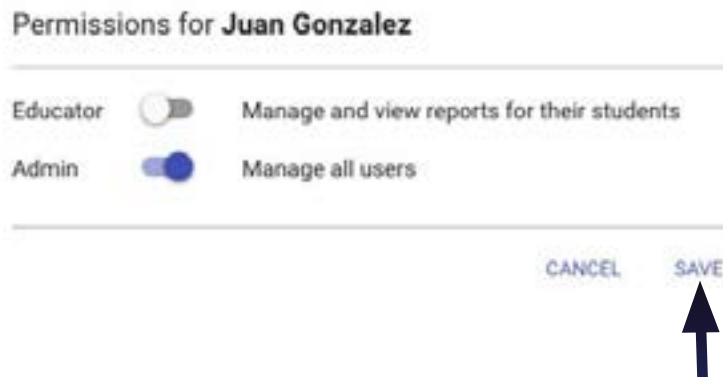 Permissions for Juan Gonzalez
Educator Manage and view reports for their students
Admin Manage all users
CANCEL SAVE